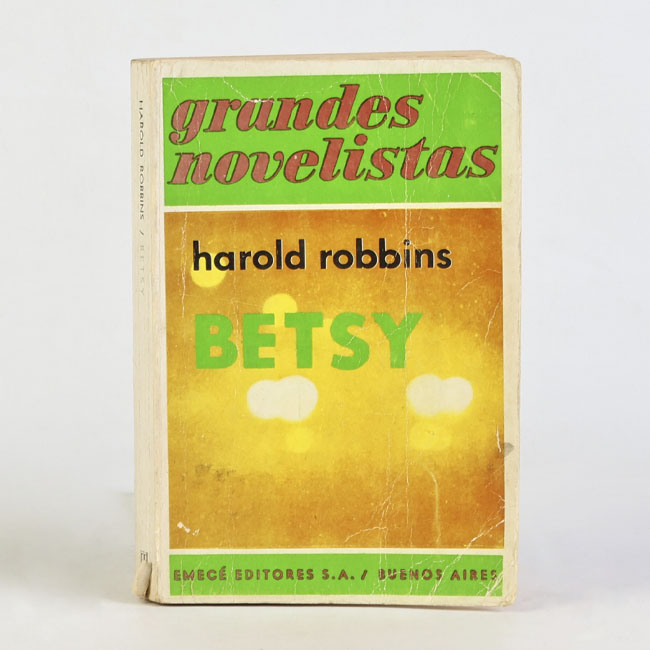 grandes
novelistas
harold robbins
BETSY
EMECÉ EDITORES S.A. / BUENOS AIRES
HAROLD ROBBINS / BETSY